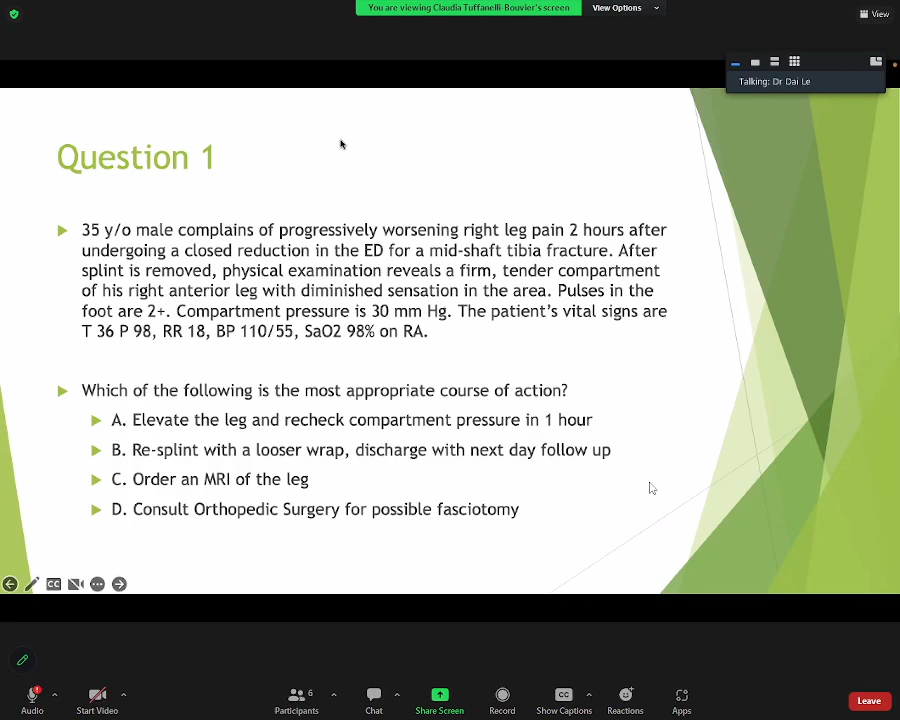 You are viewing Claudia Tuffanelli-Bouvier's screen
View Options
View
Talking: Dr Dai Le
Question 1
35 y/o male complains of progressively worsening right leg pain 2 hours after
undergoing a closed reduction in the ED for a mid-shaft tibia fracture. After
splint is removed, physical examination reveals a firm, tender compartment
of his right anterior leg with diminished sensation in the area. Pulses in the
foot are 2+. Compartment pressure is 30 mm Hg. The patient's vital signs are
T 36 P 98, RR 18, BP 110/55, SaO2 98% on RA.
Which of the following is the most appropriate course of action?
A. Elevate the leg and recheck compartment pressure in 1 hour
B. Re-splint with a looser wrap, discharge with next day follow up
C. Order an MRI of the leg
D. Consult Orthopedic Surgery for possible fasciotomy
CC
6
CC
Audio
Start Video
Participants
Chat
Share Screen
Record
Show Captions
Reactions
Apps
Leave